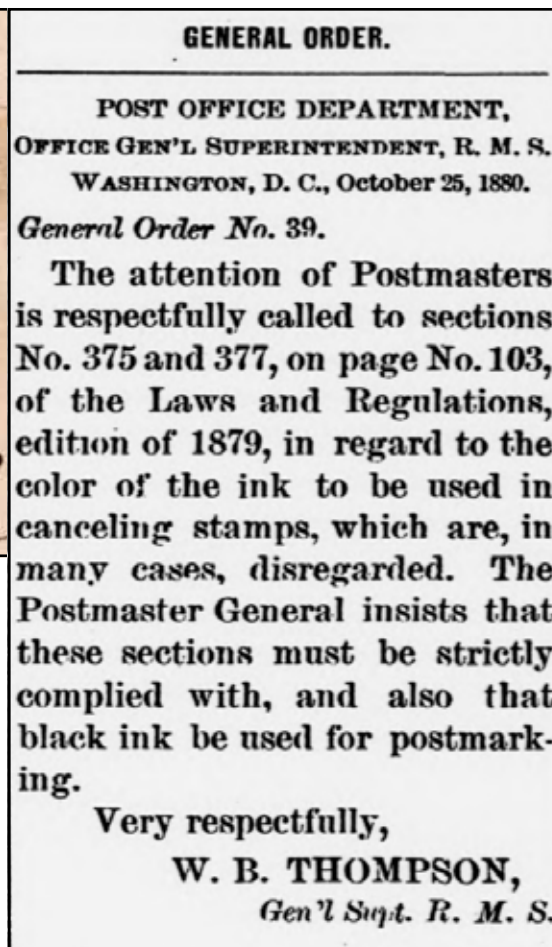 GENERAL ORDER.
POST OFFICE DEPARTMENT,
OFFICE GEN'L SUPERINTENDENT, R. M. S.
WASHINGTON, D. C., October 25, 1880.
General Order No. 39.
The attention of Postmasters
is respectfully called to sections
No. 375 and 377, on page No. 103,
of the Laws and Regulations,
edition of 1879, in regard to the
color of the ink to be used in
canceling stamps, which are, in
many cases, disregarded. The
Postmaster General insists that
these sections must be strictly
complied with, and also that
black ink be used for postmark-
ing.
Very respectfully,
W. B. THOMPSON,
Gen'l Supt. R. M. S.